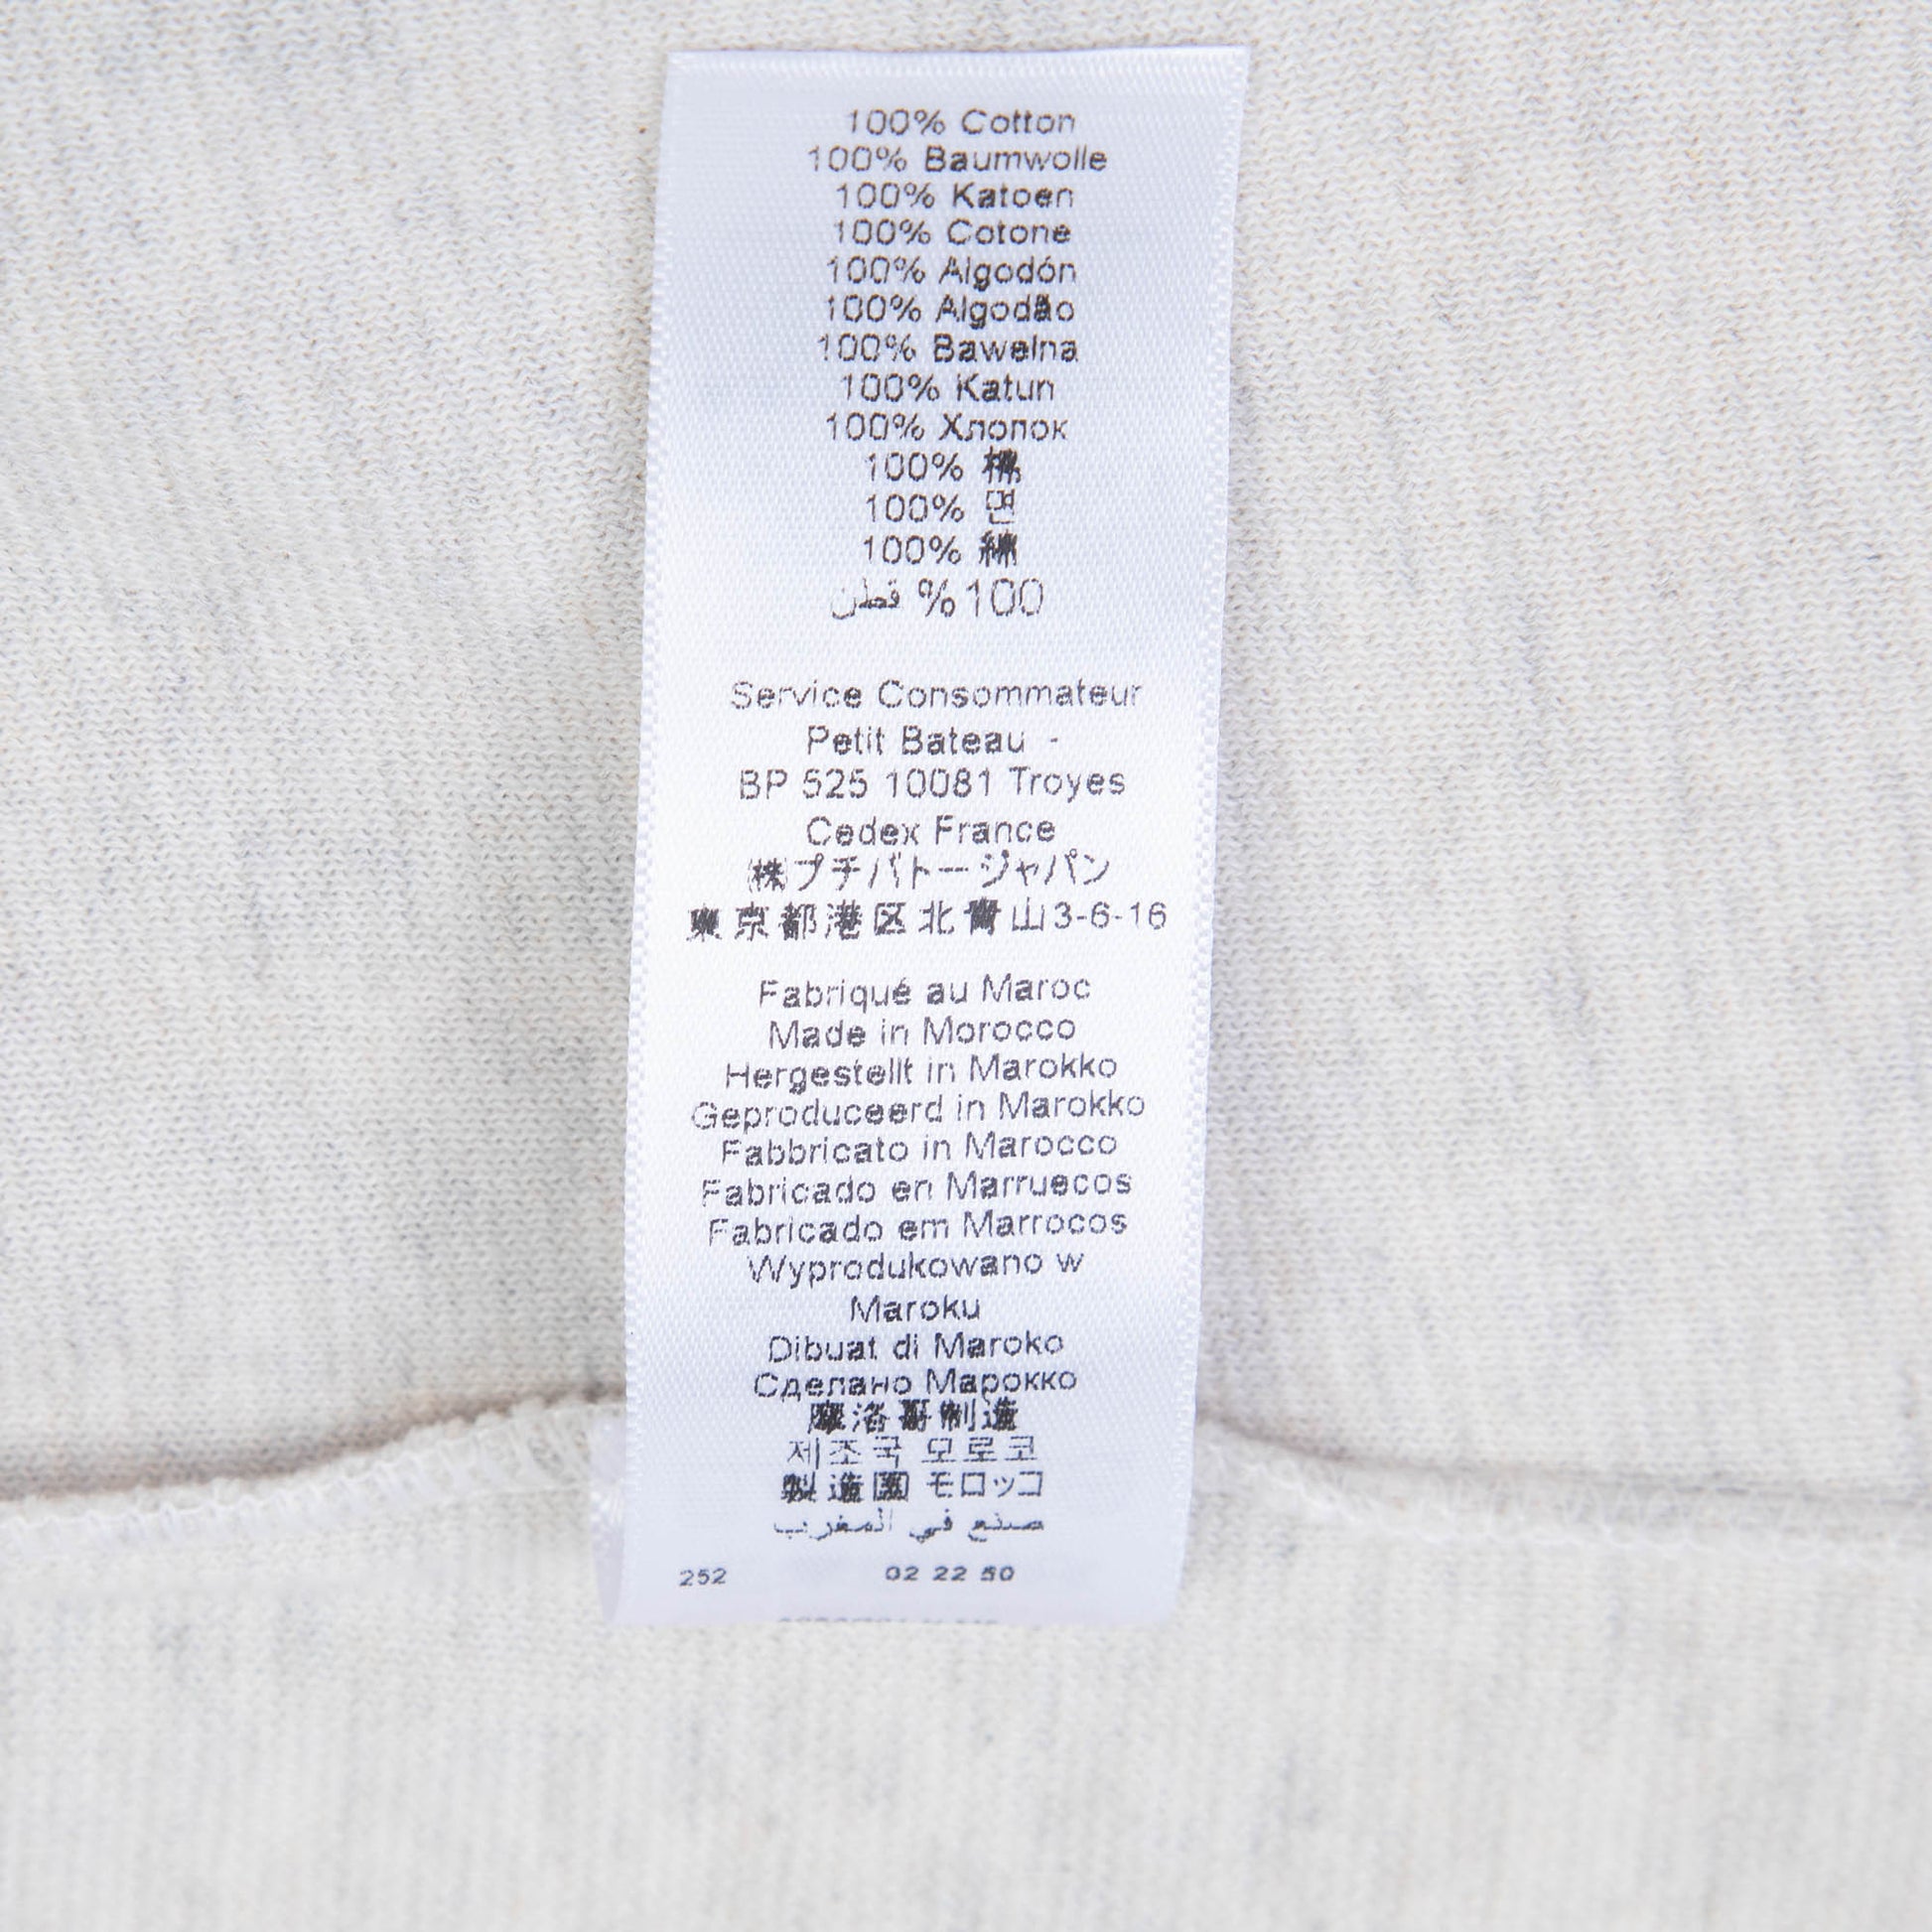 100% Cotton
100% Baumwolle
100% Katoen
100% Cotone
100% Algodón
100% Algodão
100% Bawelna
100% Katun
100% Хлопок
100% 棉
100% 면
100% 綿
100% قطن
Service Consommateur
Petit Bateau -
BP 525 10081 Troyes
Cedex France
㈱プチバトージャパン
東京都港区北青山3-6-16
Fabriqué au Maroc
Made in Morocco
Hergestellt in Marokko
Geproduceerd in Marokko
Fabbricato in Marocco
Fabricado en Marruecos
Fabricado em Marrocos
Wyprodukowano w
Maroku
Dibuat di Maroko
Сделано Марокко
摩洛哥制造
제조국 모로코
製造國 モロッコ
صنع في المغرب
252 02 22 50